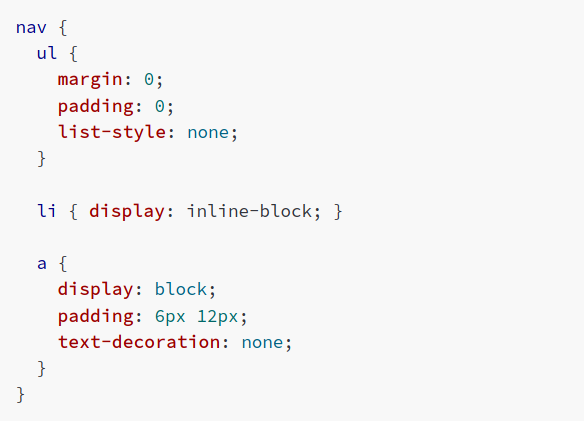 nav {
  ul {
    margin: 0;
    padding: 0;
    list-style: none;
  }

  li { display: inline-block; }

  a {
    display: block;
    padding: 6px 12px;
    text-decoration: none;
  }
}